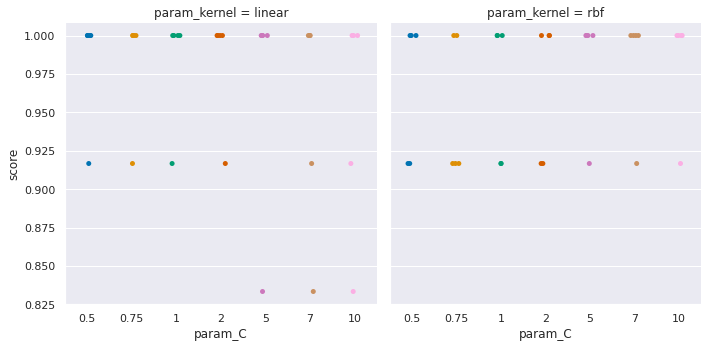 param_kernel = linear
param_kernel = rbf
1.000
0.975
0.950
0.925
0.900
0.875
0.850
0.825
score
0.5 0.75 1 2 5 7 10
0.5 0.75 1 2 5 7 10
param_C
param_C